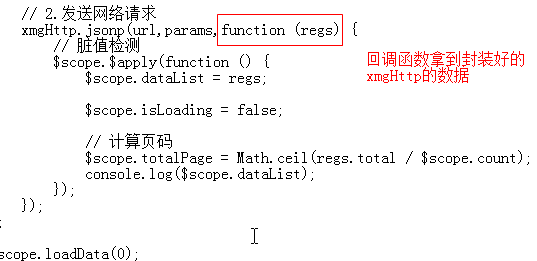 // 2.发送网络请求
xmgHttp.jsonp(url,params,function (regs) {
// 脏值检测
$scope.$apply(function () {
$scope.dataList = regs;
$scope.isLoading = false;
// 计算页码
$scope.totalPage = Math.ceil(regs.total / $scope.count);
console.log($scope.dataList);
});
});
;
scope.loadData(0);
回调函数拿到封装好的
xmgHttp的数据